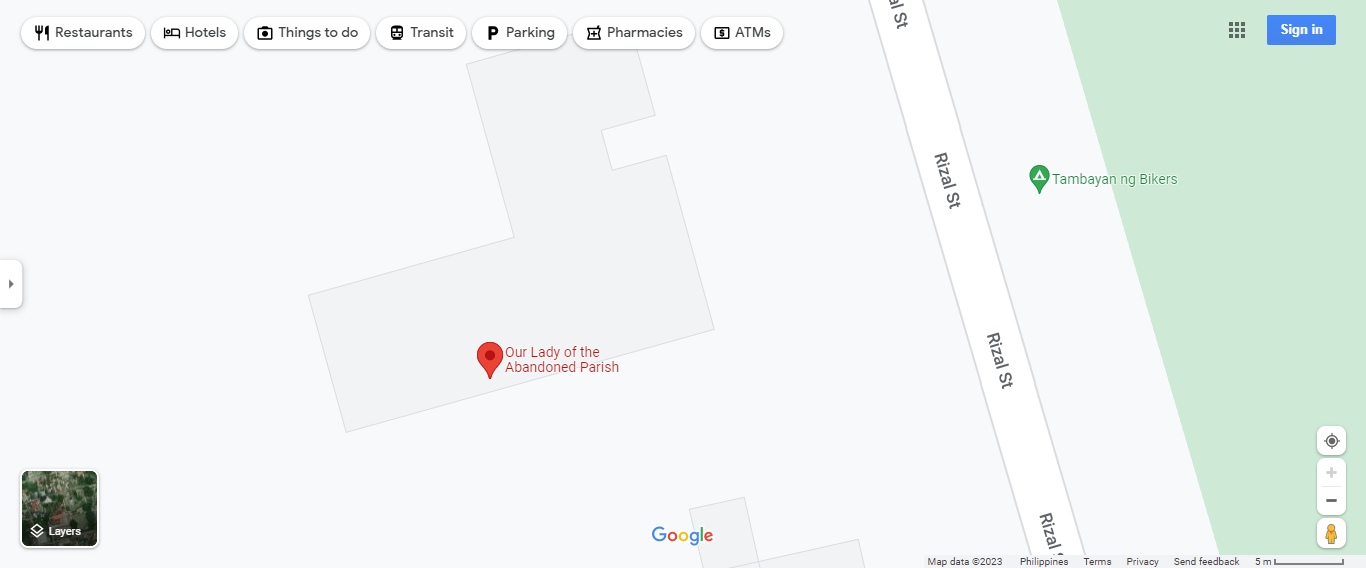 Restaurants
Hotels
Things to do
Transit
Parking
Pharmacies
ATMs
Sign in
al St
Rizal St
Tambayan ng Bikers
Rizal St
Our Lady of the
Abandoned Parish
Rizal S
Layers
Google
Map data ©2023
Philippines
Terms
Privacy
Send feedback
5 m